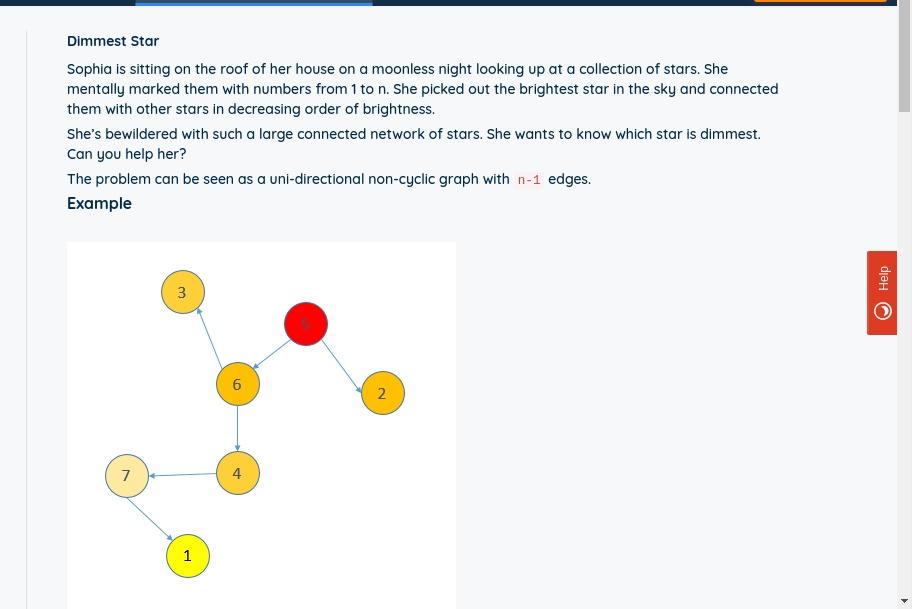 Dimmest Star
Sophia is sitting on the roof of her house on a moonless night looking up at a collection of stars. She
mentally marked them with numbers from 1 to n. She picked out the brightest star in the sky and connected
them with other stars in decreasing order of brightness.
She's bewildered with such a large connected network of stars. She wants to know which star is dimmest.
Can you help her?
The problem can be seen as a uni-directional non-cyclic graph with n-1 edges.
Example
3
5
6
2
7
4
1
Help